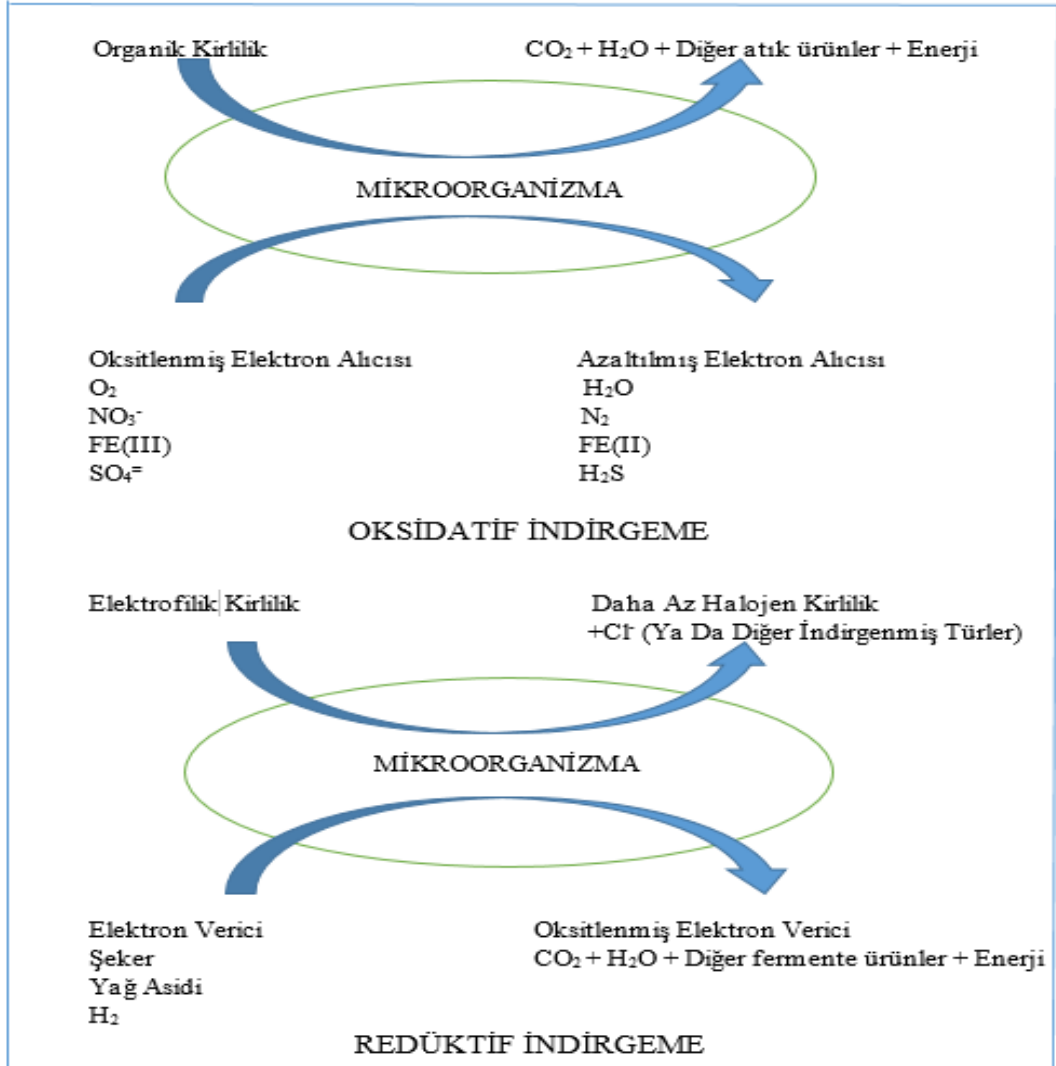 Organik Kirlilik
CO₂ + H₂O + Diğer atık ürünler + Enerji
MİKROORGANİZMA
Oksitlenmiş Elektron Alıcısı
O₂
NO₃⁻
FE(III)
SO₄⁼
Azaltılmış Elektron Alıcısı
H₂O
N₂
FE(II)
H₂S
OKSİDATİF İNDİRGEME
Elektrofilik Kirlilik
Daha Az Halojen Kirlilik
+Cl⁻ (Ya Da Diğer İndirgenmiş Türler)
MİKROORGANİZMA
Elektron Verici
Şeker
Yağ Asidi
H₂
Oksitlenmiş Elektron Verici
CO₂ + H₂O + Diğer fermente ürünler + Enerji
REDÜKTİF İNDİRGEME